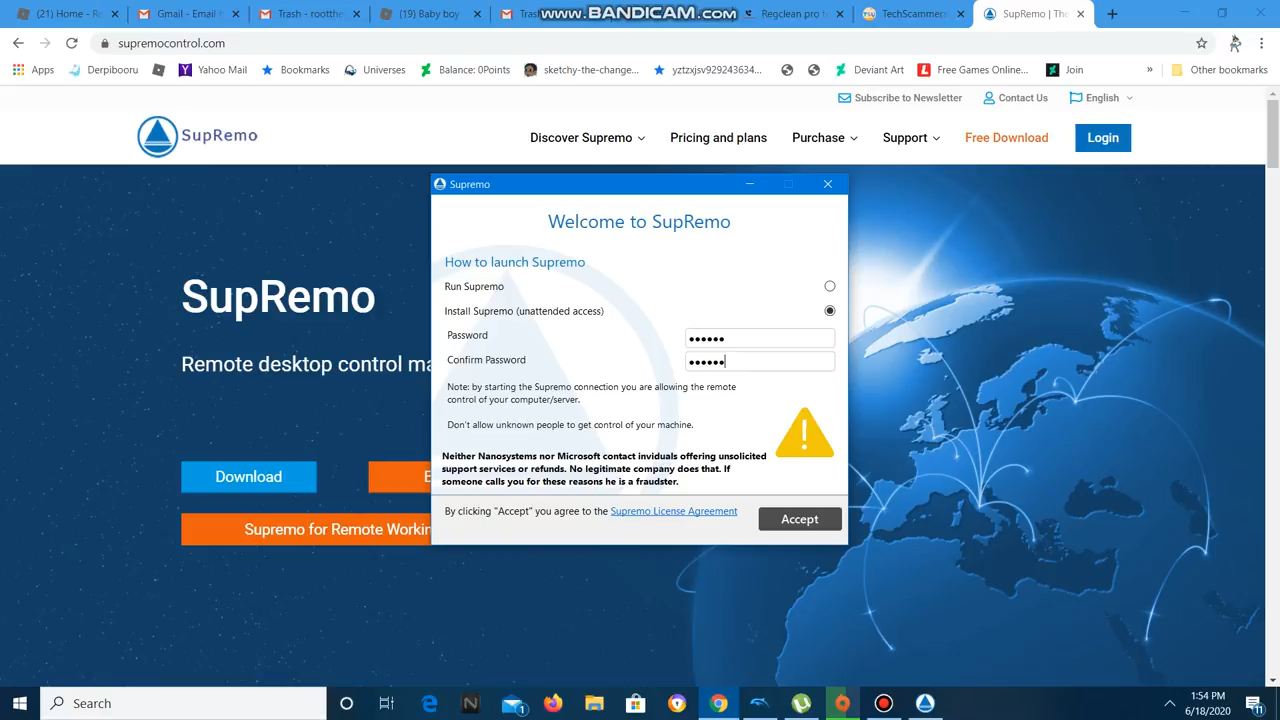 (21) Home - R
Gmail - Email
Trash - rootthe
(19) Baby boy
Tras
www.BANDICAM.com
Regclean pro t
TechScammer
SupRemo | The
supremocontrol.com
Apps
Derpibooru
Yahoo Mail
Bookmarks
Universes
Balance: 0Points
sketchy-the-change...
yztzxjsv929243634...
Deviant Art
Free Games Online...
Join
»
Other bookmarks
Subscribe to Newsletter
Contact Us
English
SupRemo
Discover Supremo
Pricing and plans
Purchase
Support
Free Download
Login
Supremo
Welcome to SupRemo
How to launch Supremo
Run Supremo
Install Supremo (unattended access)
Password
••••••
Confirm Password
••••••
Note: by starting the Supremo connection you are allowing the remote
control of your computer/server.
Don't allow unknown people to get control of your machine.
Neither Nanosystems nor Microsoft contact inviduals offering unsolicited
support services or refunds. No legitimate company does that. If
someone calls you for these reasons he is a fraudster.
By clicking "Accept" you agree to the Supremo License Agreement
Accept
SupRemo
Remote desktop control ma
Download
Supremo for Remote Workin
Search
1:54 PM
6/18/2020